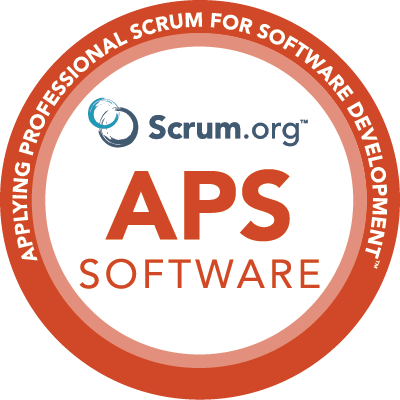 APPLYING PROFESSIONAL SCRUM FOR SOFTWARE DEVELOPMENT™
Scrum.org™
APS
SOFTWARE